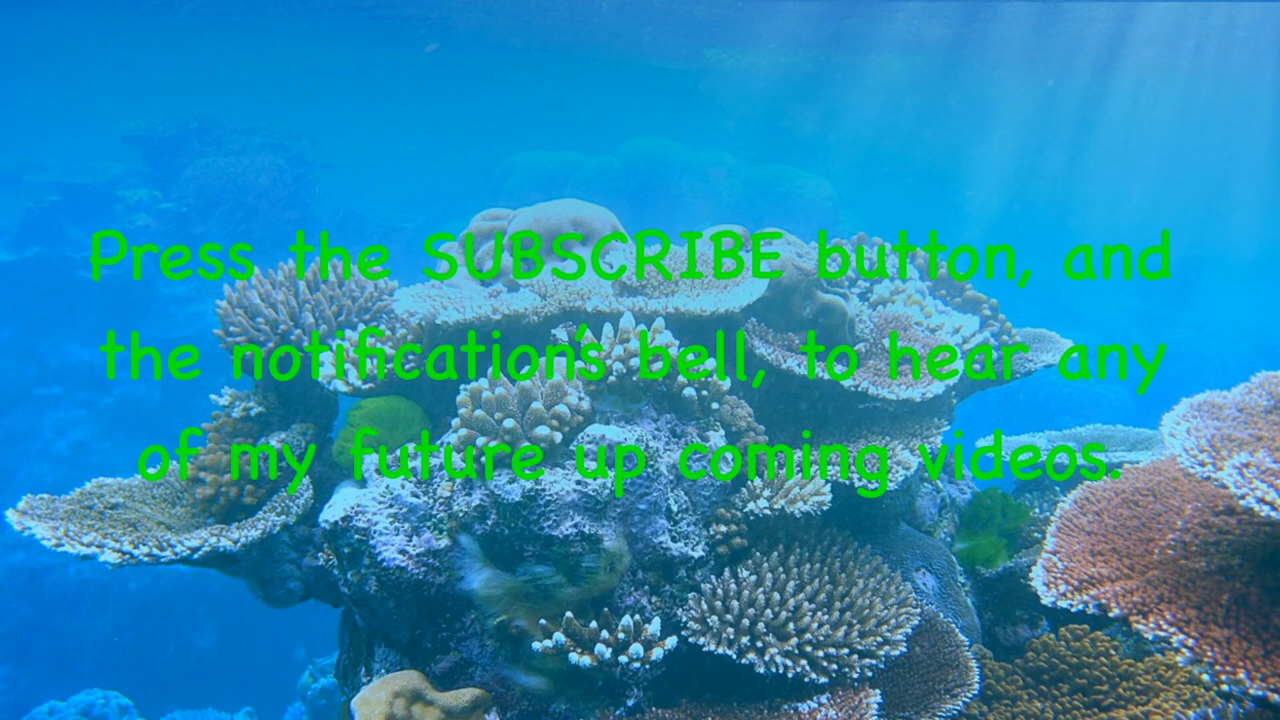 Press the SUBSCRIBE button, and
the notification's bell, to hear any
of my future up coming videos.